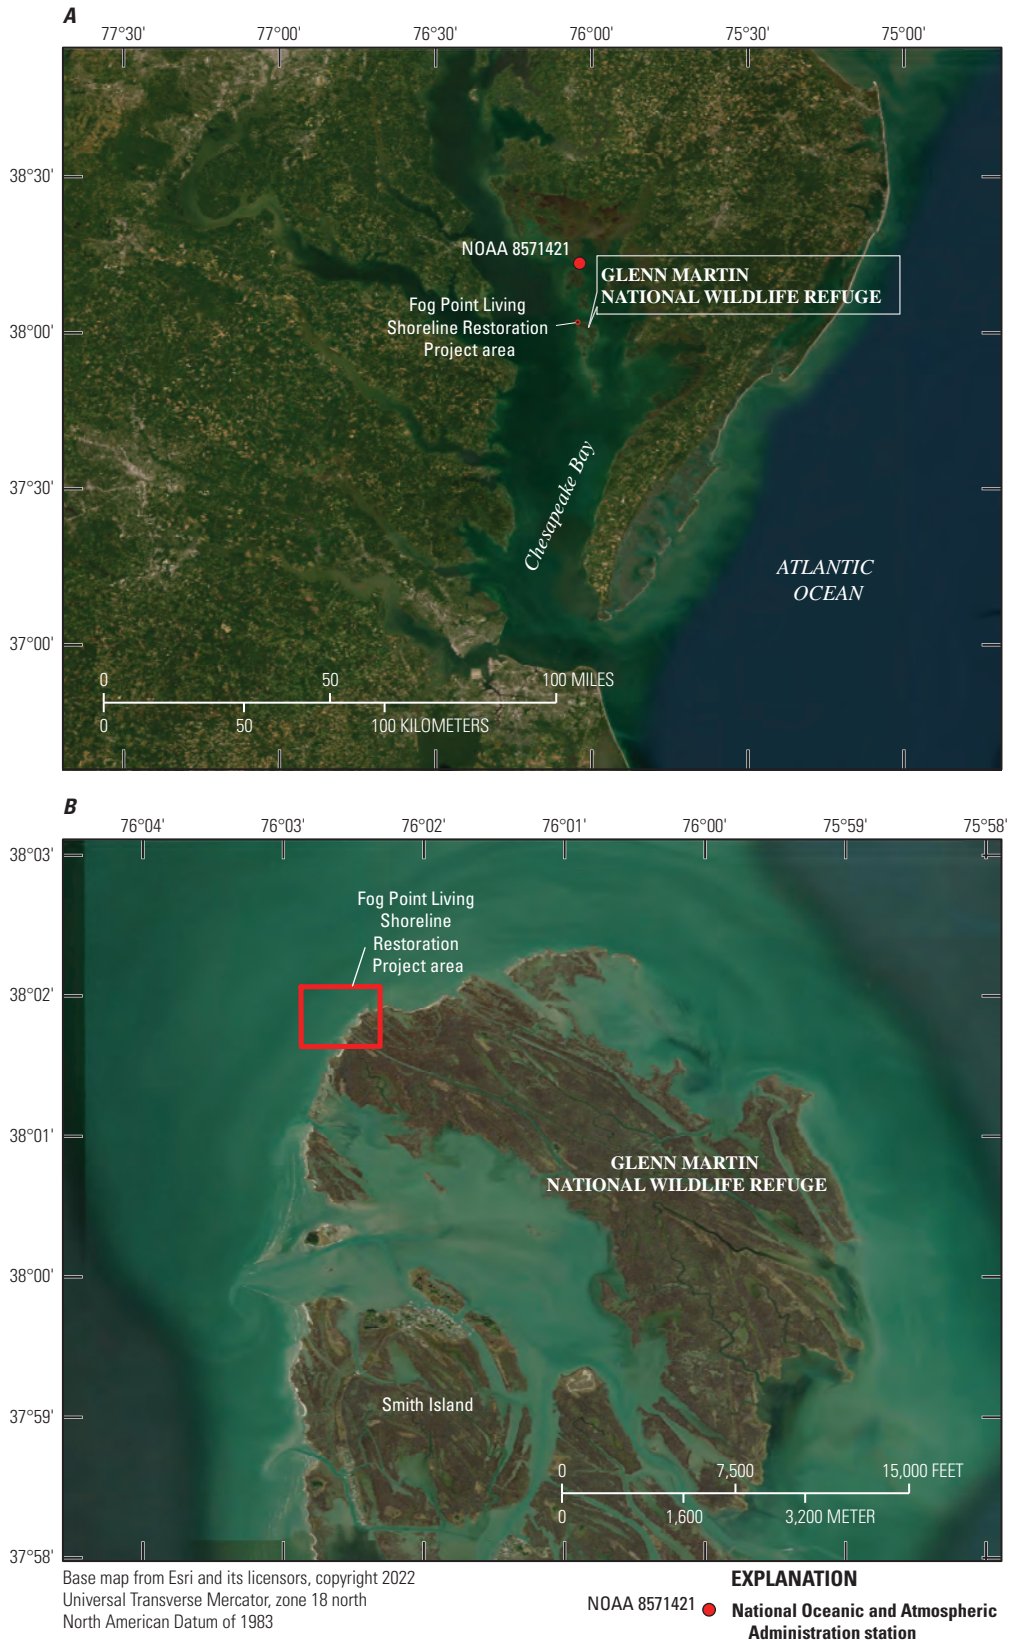 A
77°30' 77°00' 76°30' 76°00' 75°30' 75°00'
38°30'
NOAA 8571421
GLENN MARTIN
NATIONAL WILDLIFE REFUGE
Fog Point Living
Shoreline Restoration
Project area
38°00'
Chesapeake Bay
37°30'
ATLANTIC
OCEAN
37°00'
0 50 100 MILES
0 50 100 KILOMETERS
B
76°04' 76°03' 76°02' 76°01' 76°00' 75°59' 75°58'
38°03'
Fog Point Living
Shoreline
Restoration
Project area
38°02'
38°01'
GLENN MARTIN
NATIONAL WILDLIFE REFUGE
38°00'
Smith Island
37°59'
0 7,500 15,000 FEET
0 1,600 3,200 METER
37°58'
Base map from Esri and its licensors, copyright 2022
Universal Transverse Mercator, zone 18 north
North American Datum of 1983
EXPLANATION
NOAA 8571421 National Oceanic and Atmospheric
Administration station